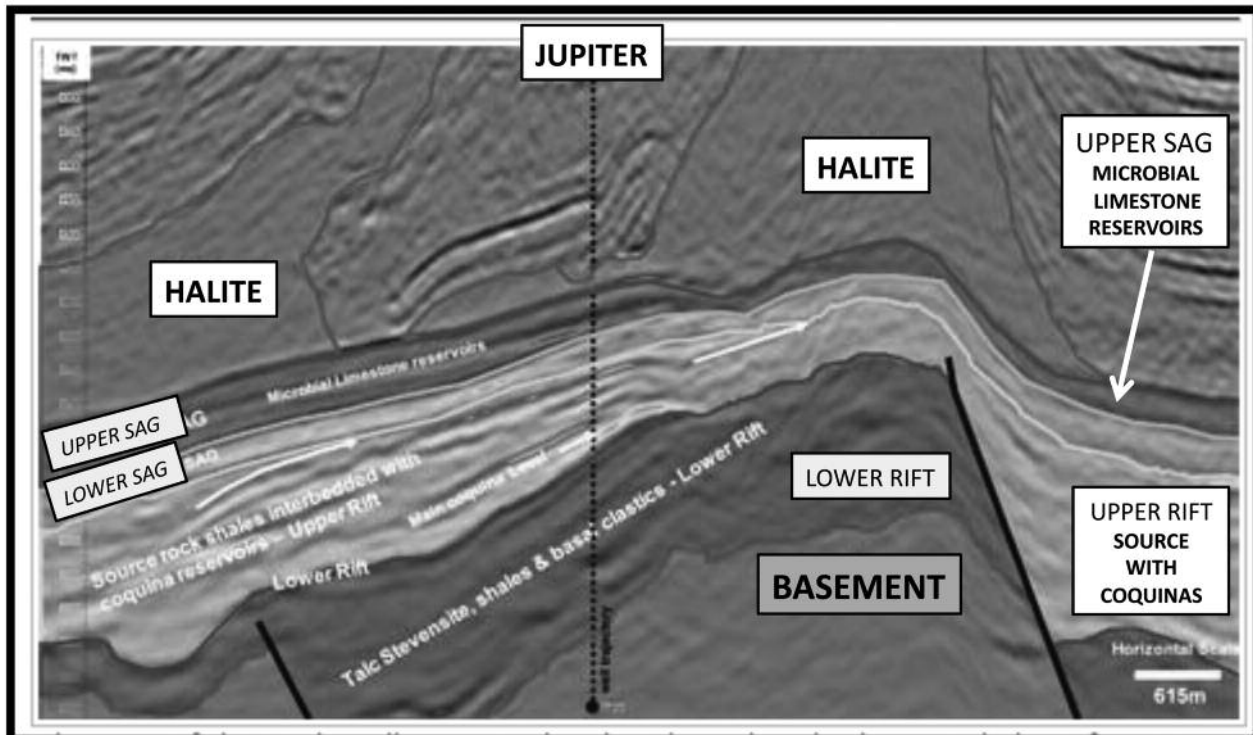 JUPITER
HALITE
HALITE
UPPER SAG
MICROBIAL
LIMESTONE
RESERVOIRS
Microbial Limestone reservoirs
UPPER SAG
LOWER SAG
Source rock shales interbedded with
coquina reservoirs – Upper Rift
Main coquina level
Lower Rift
Talc Stevensite, shales & basal clastics - Lower Rift
LOWER RIFT
BASEMENT
UPPER RIFT
SOURCE
WITH
COQUINAS
well trajectory
Horizontal Scale
615m